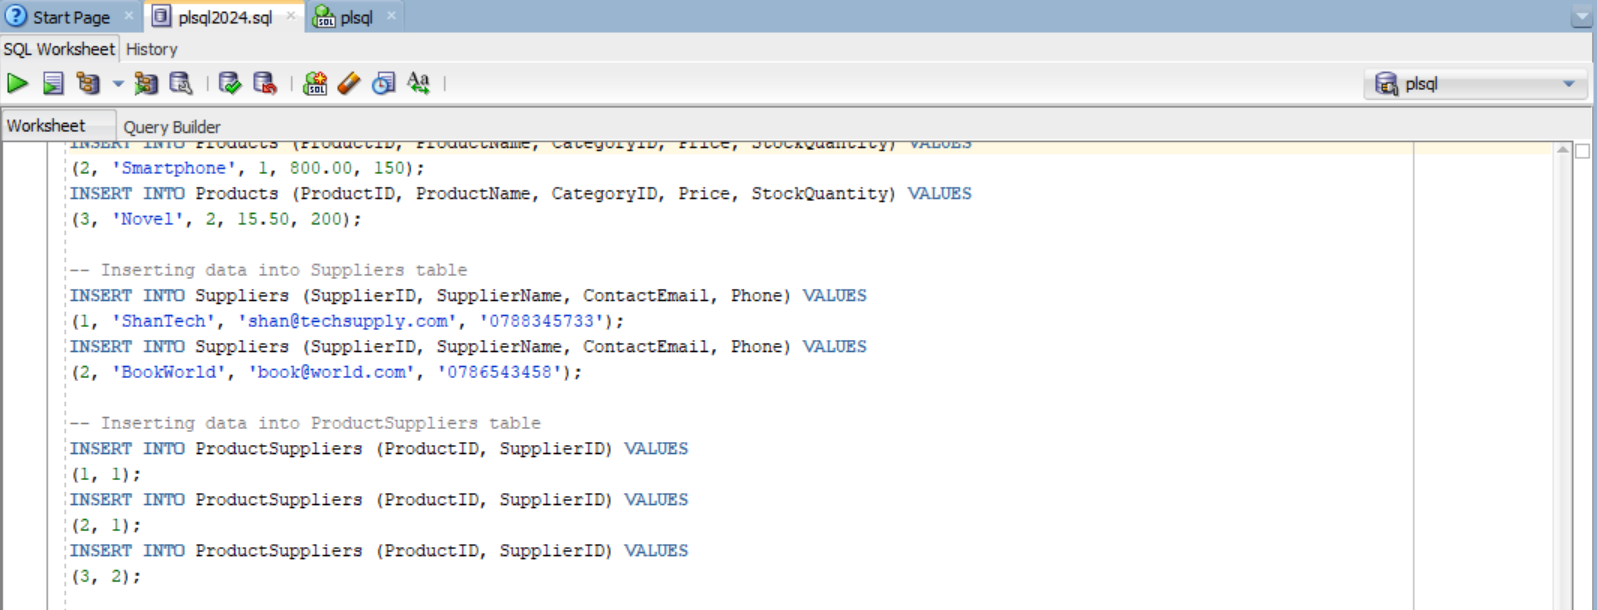 Start Page
plsql2024.sql
plsql
SQL Worksheet History
plsql
Worksheet Query Builder
INSERT INTO Products (ProductID, ProductName, CategoryID, Price, StockQuantity) VALUES
(2, 'Smartphone', 1, 800.00, 150);
INSERT INTO Products (ProductID, ProductName, CategoryID, Price, StockQuantity) VALUES
(3, 'Novel', 2, 15.50, 200);
-- Inserting data into Suppliers table
INSERT INTO Suppliers (SupplierID, SupplierName, ContactEmail, Phone) VALUES
(1, 'ShanTech', 'shan@techsupply.com', '0788345733');
INSERT INTO Suppliers (SupplierID, SupplierName, ContactEmail, Phone) VALUES
(2, 'BookWorld', 'book@world.com', '0786543458');
-- Inserting data into ProductSuppliers table
INSERT INTO ProductSuppliers (ProductID, SupplierID) VALUES
(1, 1);
INSERT INTO ProductSuppliers (ProductID, SupplierID) VALUES
(2, 1);
INSERT INTO ProductSuppliers (ProductID, SupplierID) VALUES
(3, 2);